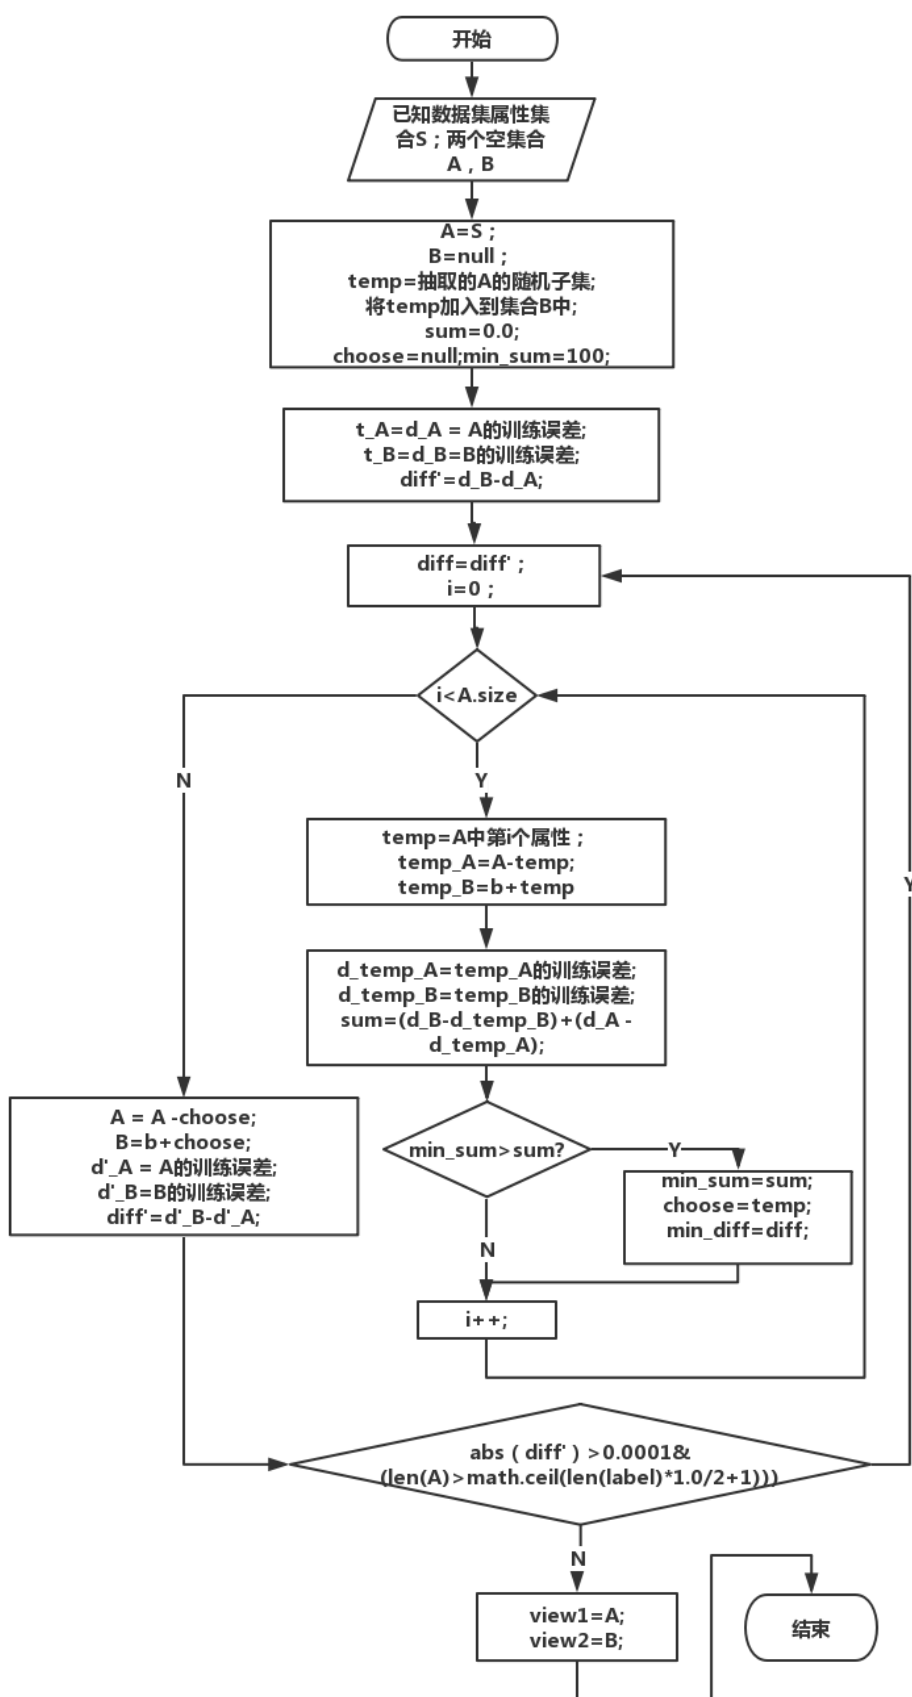 开始
已知数据集属性集
合S；两个空集合
A，B
A=S；
B=null；
temp=抽取的A的随机子集;
将temp加入到集合B中;
sum=0.0;
choose=null;min_sum=100;
t_A=d_A = A的训练误差;
t_B=d_B=B的训练误差;
diff'=d_B-d_A;
diff=diff'；
i=0；
i<A.size
N
Y
temp=A中第i个属性；
temp_A=A-temp;
temp_B=b+temp
Y
d_temp_A=temp_A的训练误差;
d_temp_B=temp_B的训练误差;
sum=(d_B-d_temp_B)+(d_A -
d_temp_A);
A = A -choose;
B=b+choose;
d'_A = A的训练误差;
d'_B=B的训练误差;
diff'=d'_B-d'_A;
min_sum>sum?
Y
min_sum=sum;
choose=temp;
min_diff=diff;
N
i++;
abs（diff'）>0.0001&
(len(A)>math.ceil(len(label)*1.0/2+1)))
N
view1=A;
view2=B;
结束